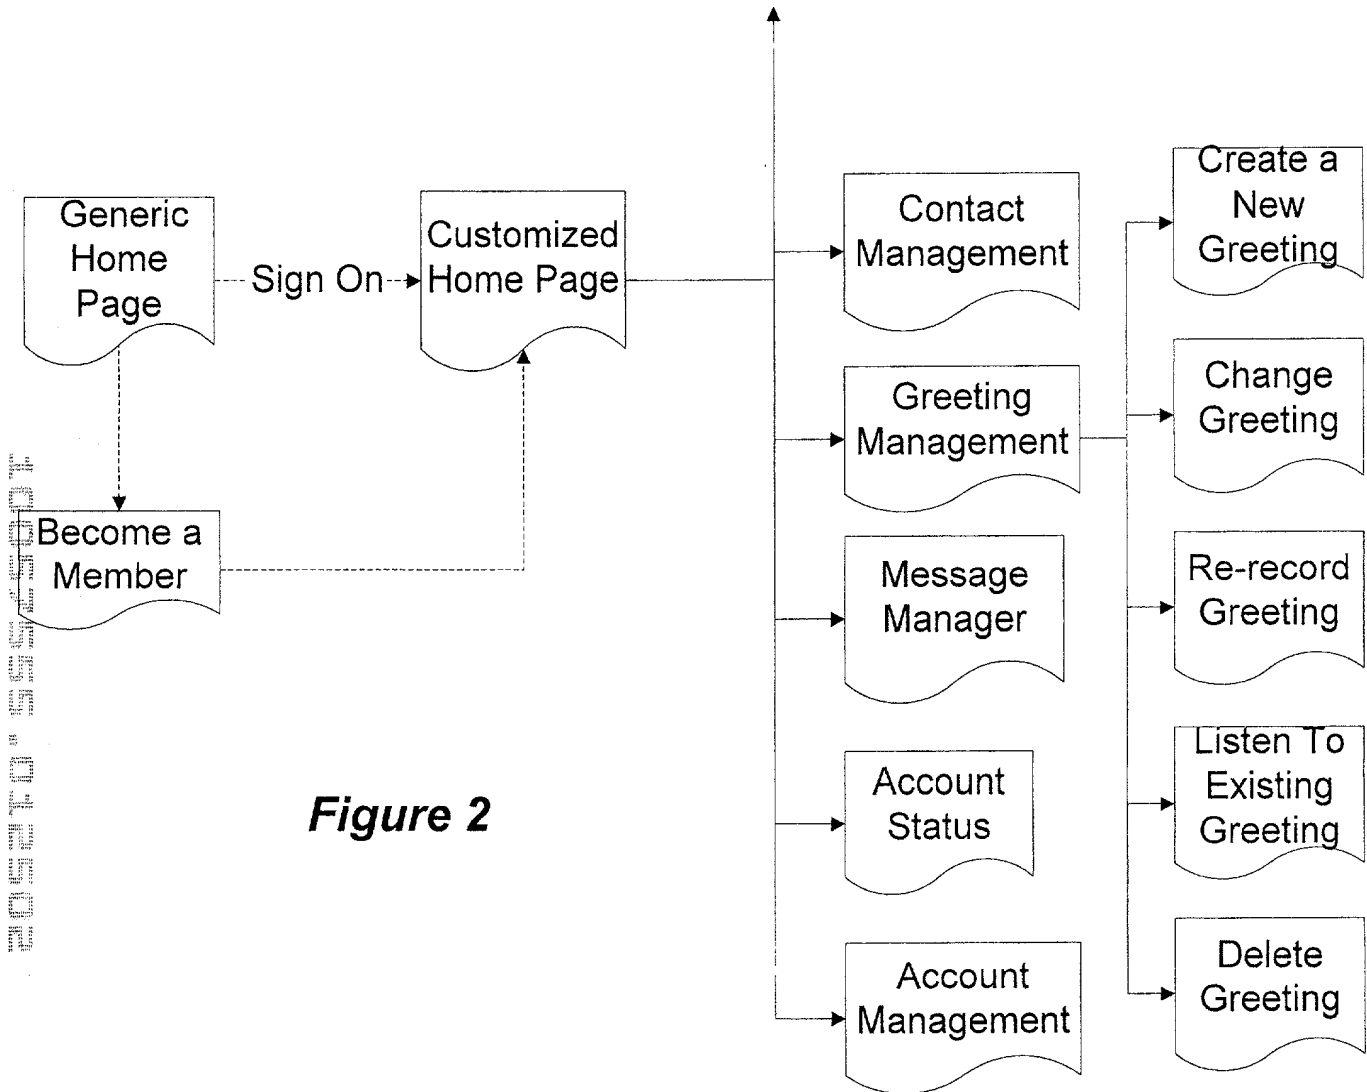 Generic
Home
Page
Sign On
Customized
Home Page
Become a
Member
Contact
Management
Greeting
Management
Message
Manager
Account
Status
Account
Management
Create a
New
Greeting
Change
Greeting
Re-record
Greeting
Listen To
Existing
Greeting
Delete
Greeting
Figure 2